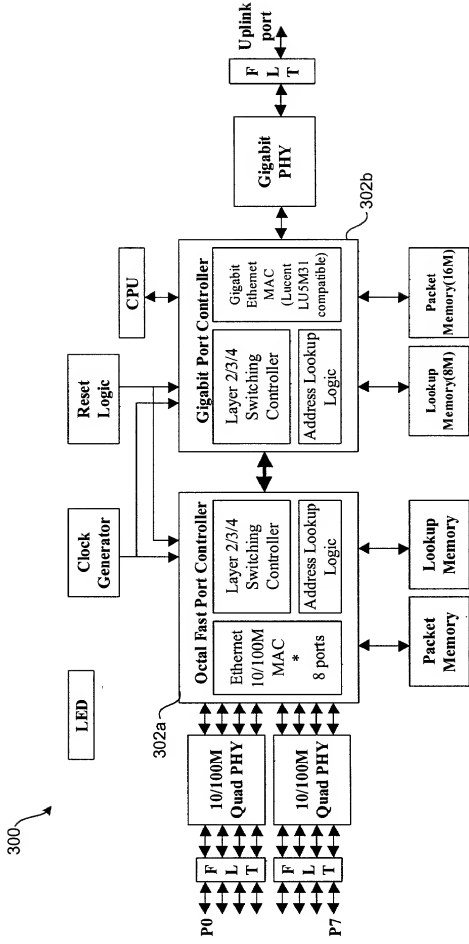 300
LED
Clock
Generator
Reset
Logic
CPU
302a
302b
Octal Fast Port Controller
Ethernet
10/100M
MAC
*
8 ports
Layer 2/3/4
Switching
Controller
Address Lookup
Logic
Gigabit Port Controller
Layer 2/3/4
Switching
Controller
Address Lookup
Logic
Gigabit
Ethernet
MAC
(Lucent
LU5M31
compatible)
P0
P7
F
L
T
F
L
T
10/100M
Quad PHY
10/100M
Quad PHY
Gigabit
PHY
F
L
T
Uplink
port
Packet
Memory
Lookup
Memory
Lookup
Memory(8M)
Packet
Memory(16M)